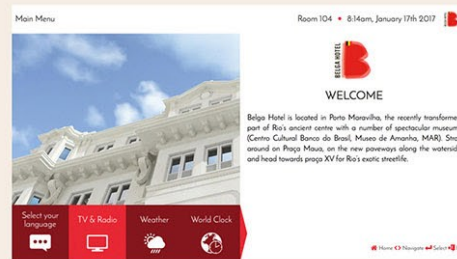 Main Menu
Room 104 • 8:14am, January 17th 2017
BELGA HOTEL
WELCOME
Belga Hotel is located in Porto Maravilha, the recently transforme
part of Rio's ancient centre with a number of spectacular museum
(Centro Cultural Banco do Brasil, Museo de Amanha, MAR). Stro
around on Praça Maua, on the new paveways along the watersid
and head towards praça XV for Rio's exotic streetlife.
Select your
language
TV & Radio
Weather
World Clock
Home Navigate Select